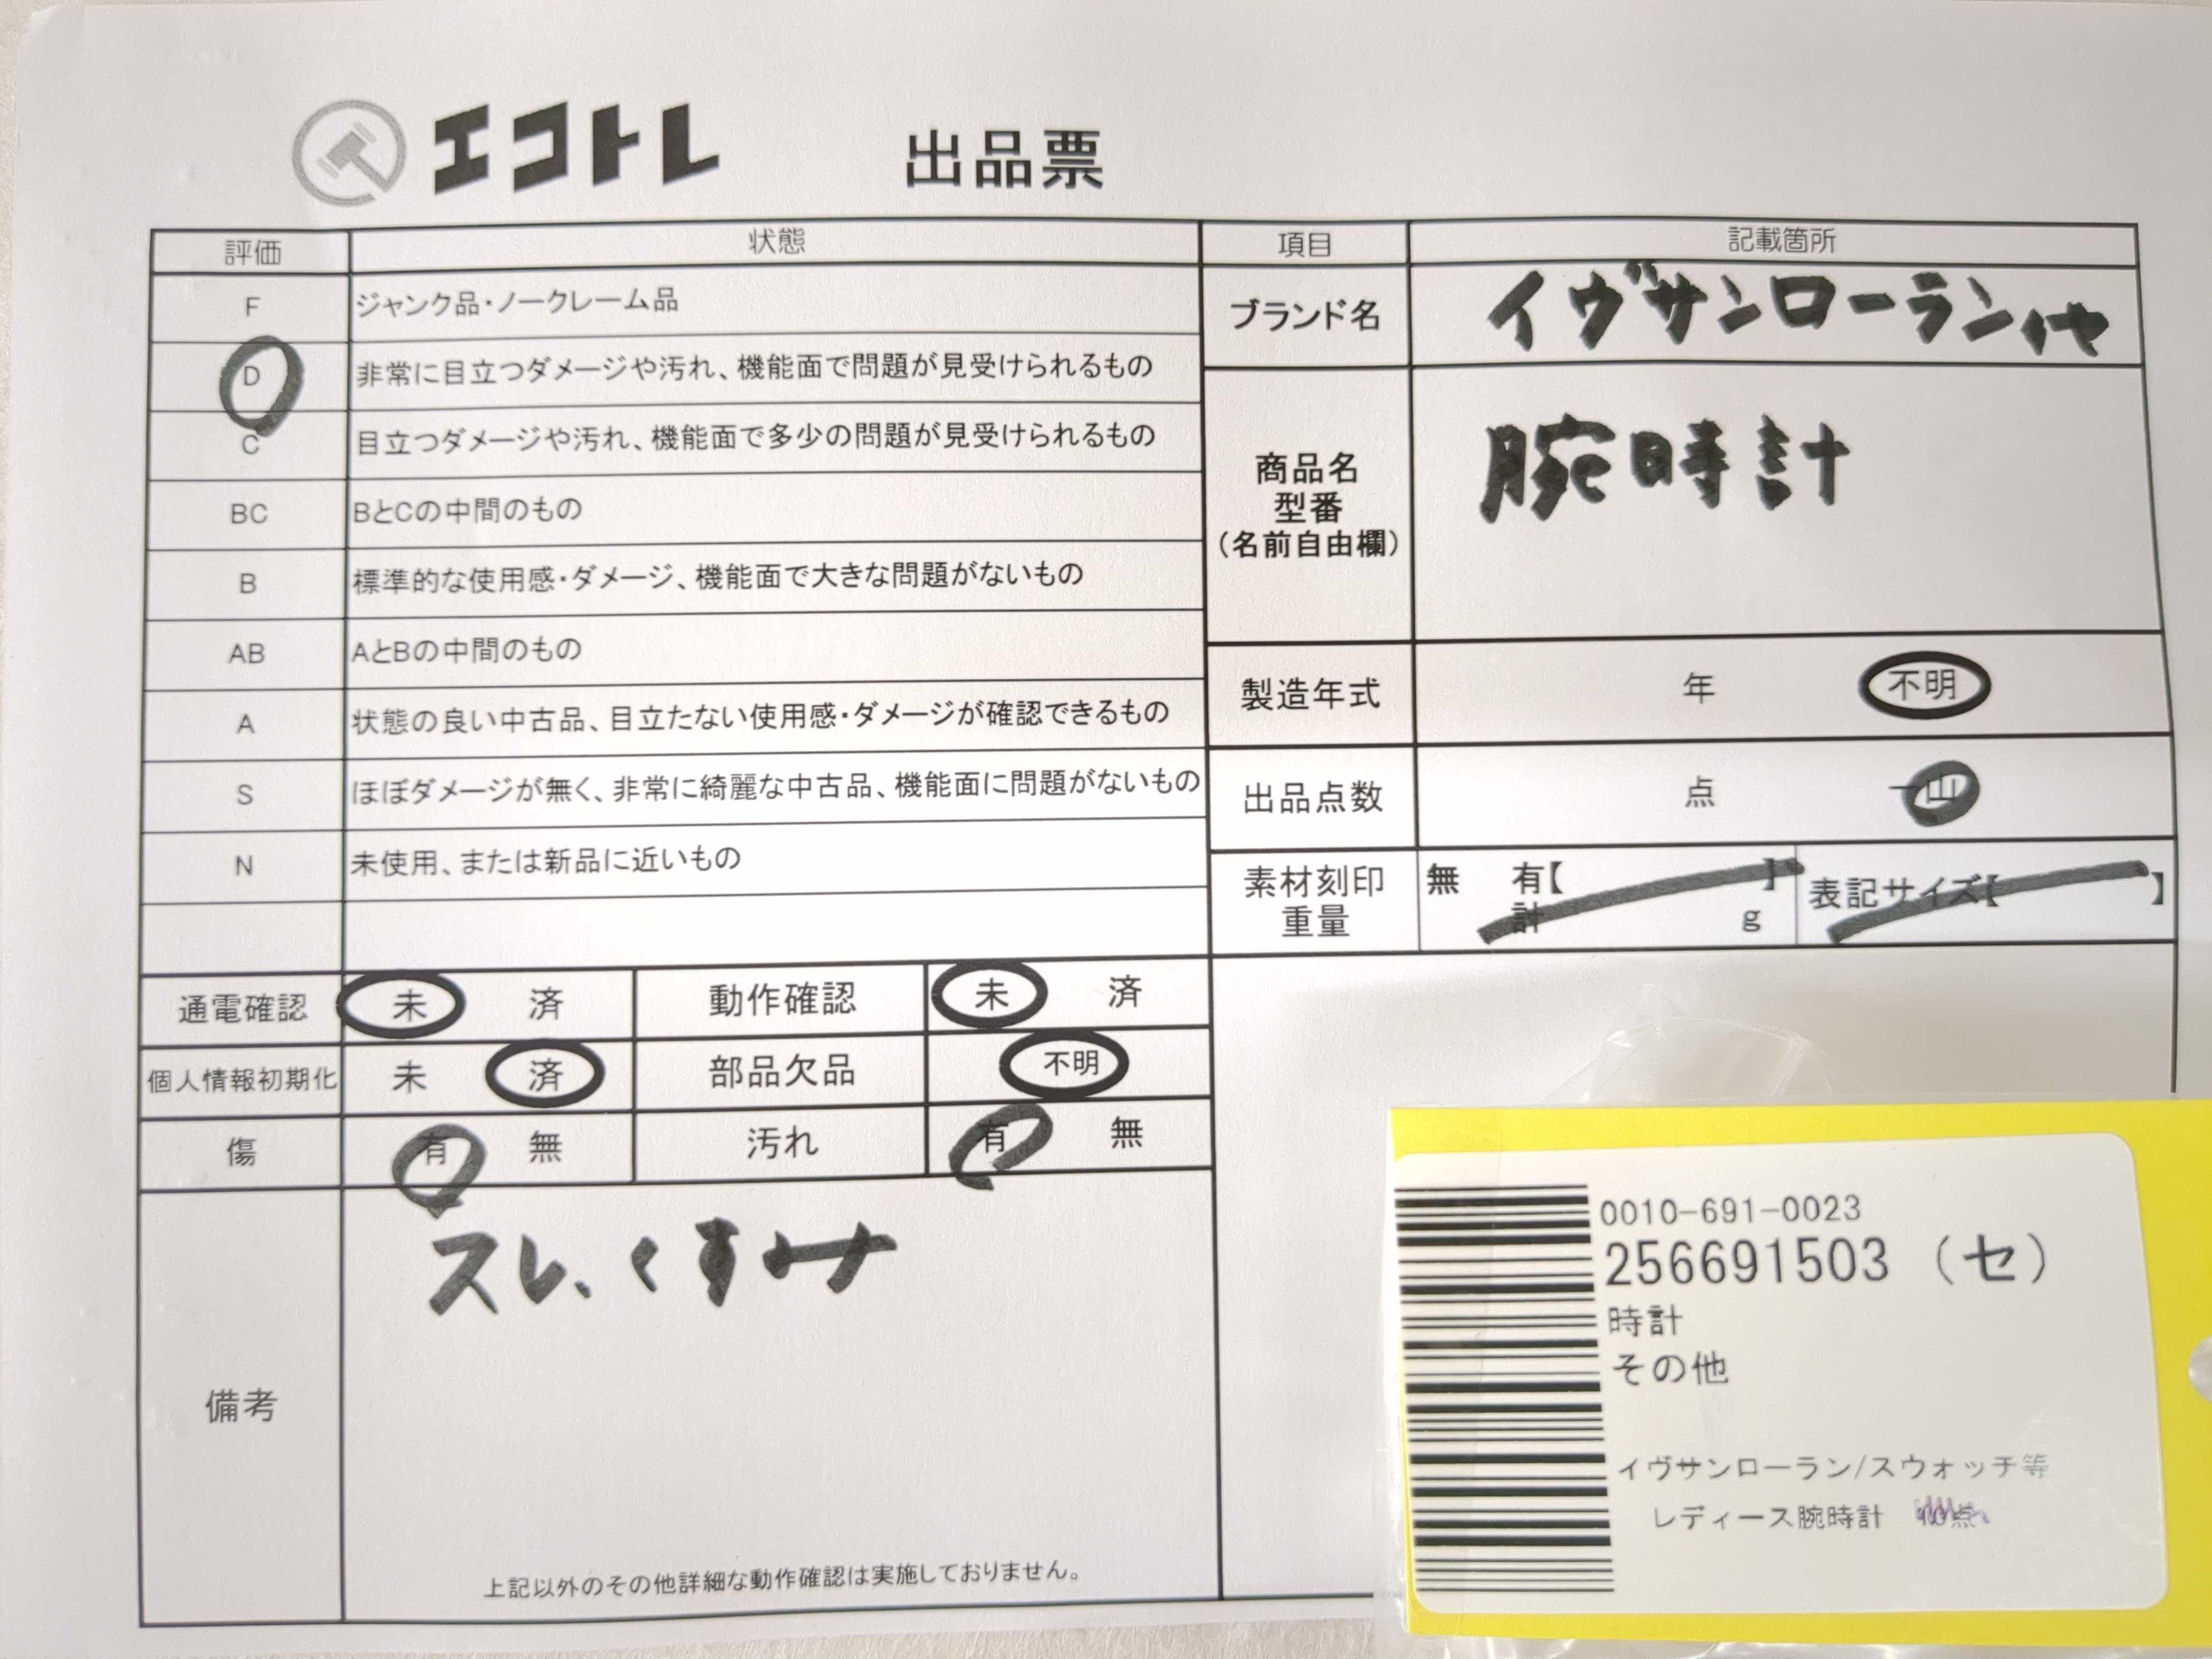 エコトレ 出品票
評価 状態
F ジャンク品・ノークレーム品
D 非常に目立つダメージや汚れ、機能面で問題が見受けられるもの
C 目立つダメージや汚れ、機能面で多少の問題が見受けられるもの
BC BとCの中間のもの
B 標準的な使用感・ダメージ、機能面で大きな問題がないもの
AB AとBの中間のもの
A 状態の良い中古品、目立たない使用感・ダメージが確認できるもの
S ほぼダメージが無く、非常に綺麗な中古品、機能面に問題がないもの
N 未使用、または新品に近いもの
項目 記載箇所
ブランド名 イヴサンローラン他
商品名
型番
(名前自由欄)
腕時計
製造年式 年 不明
出品点数 点 一山
素材刻印 無 有【 】 表記サイズ【 】
重量 計 g
通電確認 未 済 動作確認 未 済
個人情報初期化 未 済 部品欠品 不明
傷 有 無 汚れ 有 無
備考
スレ、くすみ
上記以外のその他詳細な動作確認は実施しておりません。
0010-691-0023
256691503 (セ)
時計
その他
イヴサンローラン/スウォッチ等
レディース腕時計 点